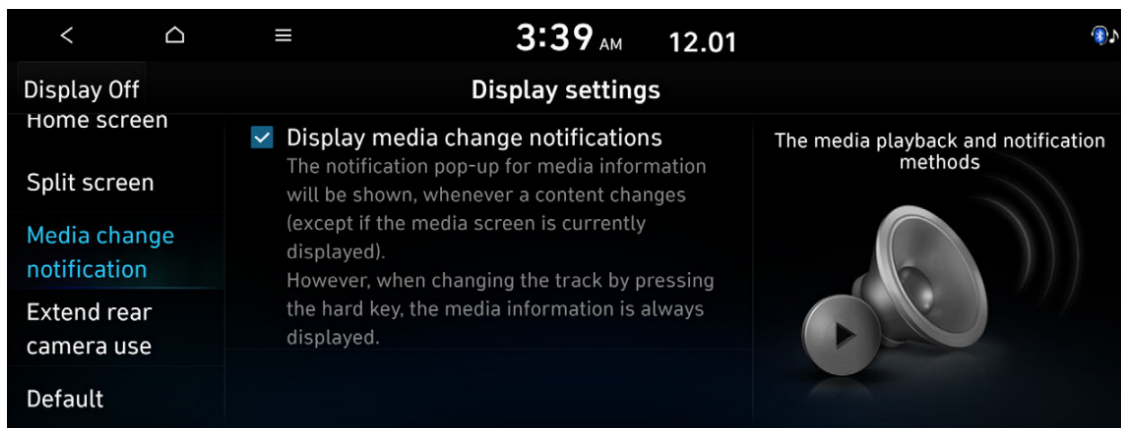 3:39 AM 12.01
Display Off
Display settings
Home screen
Split screen
Media change
notification
Extend rear
camera use
Default
Display media change notifications
The notification pop-up for media information
will be shown, whenever a content changes
(except if the media screen is currently
displayed).
However, when changing the track by pressing
the hard key, the media information is always
displayed.
The media playback and notification
methods